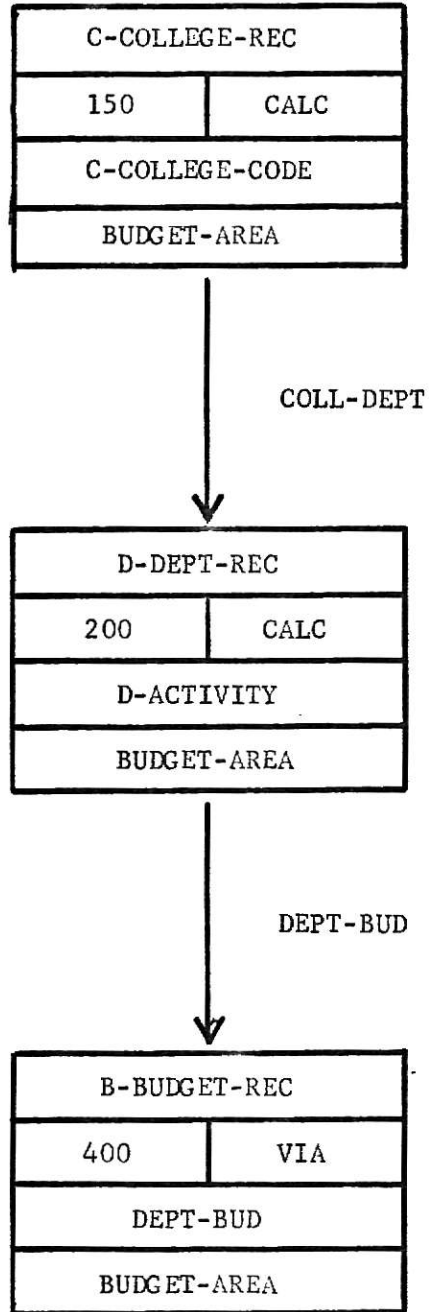 C-COLLEGE-REC
150 CALC
C-COLLEGE-CODE
BUDGET-AREA
COLL-DEPT
D-DEPT-REC
200 CALC
D-ACTIVITY
BUDGET-AREA
DEPT-BUD
B-BUDGET-REC
400 VIA
DEPT-BUD
BUDGET-AREA